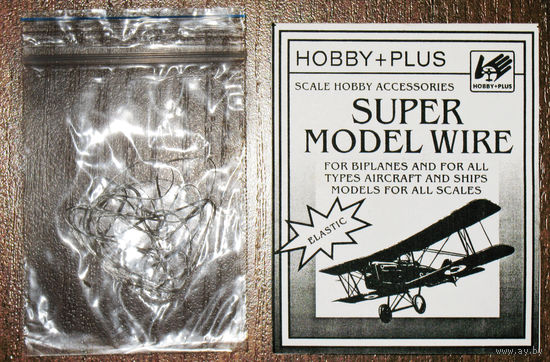 HOBBY+PLUS
HOBBY+PLUS
SCALE HOBBY ACCESSORIES
SUPER
MODEL WIRE
FOR BIPLANES AND FOR ALL
TYPES AIRCRAFT AND SHIPS
MODELS FOR ALL SCALES
ELASTIC
www.ay.by